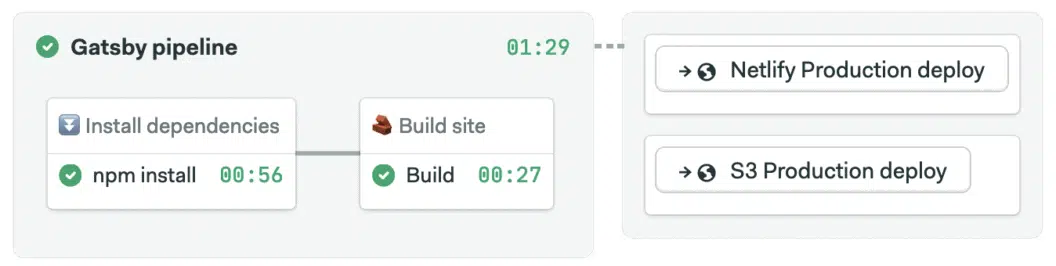 Gatsby pipeline 01:29
Install dependencies
npm install 00:56
Build site
Build 00:27
Netlify Production deploy
S3 Production deploy